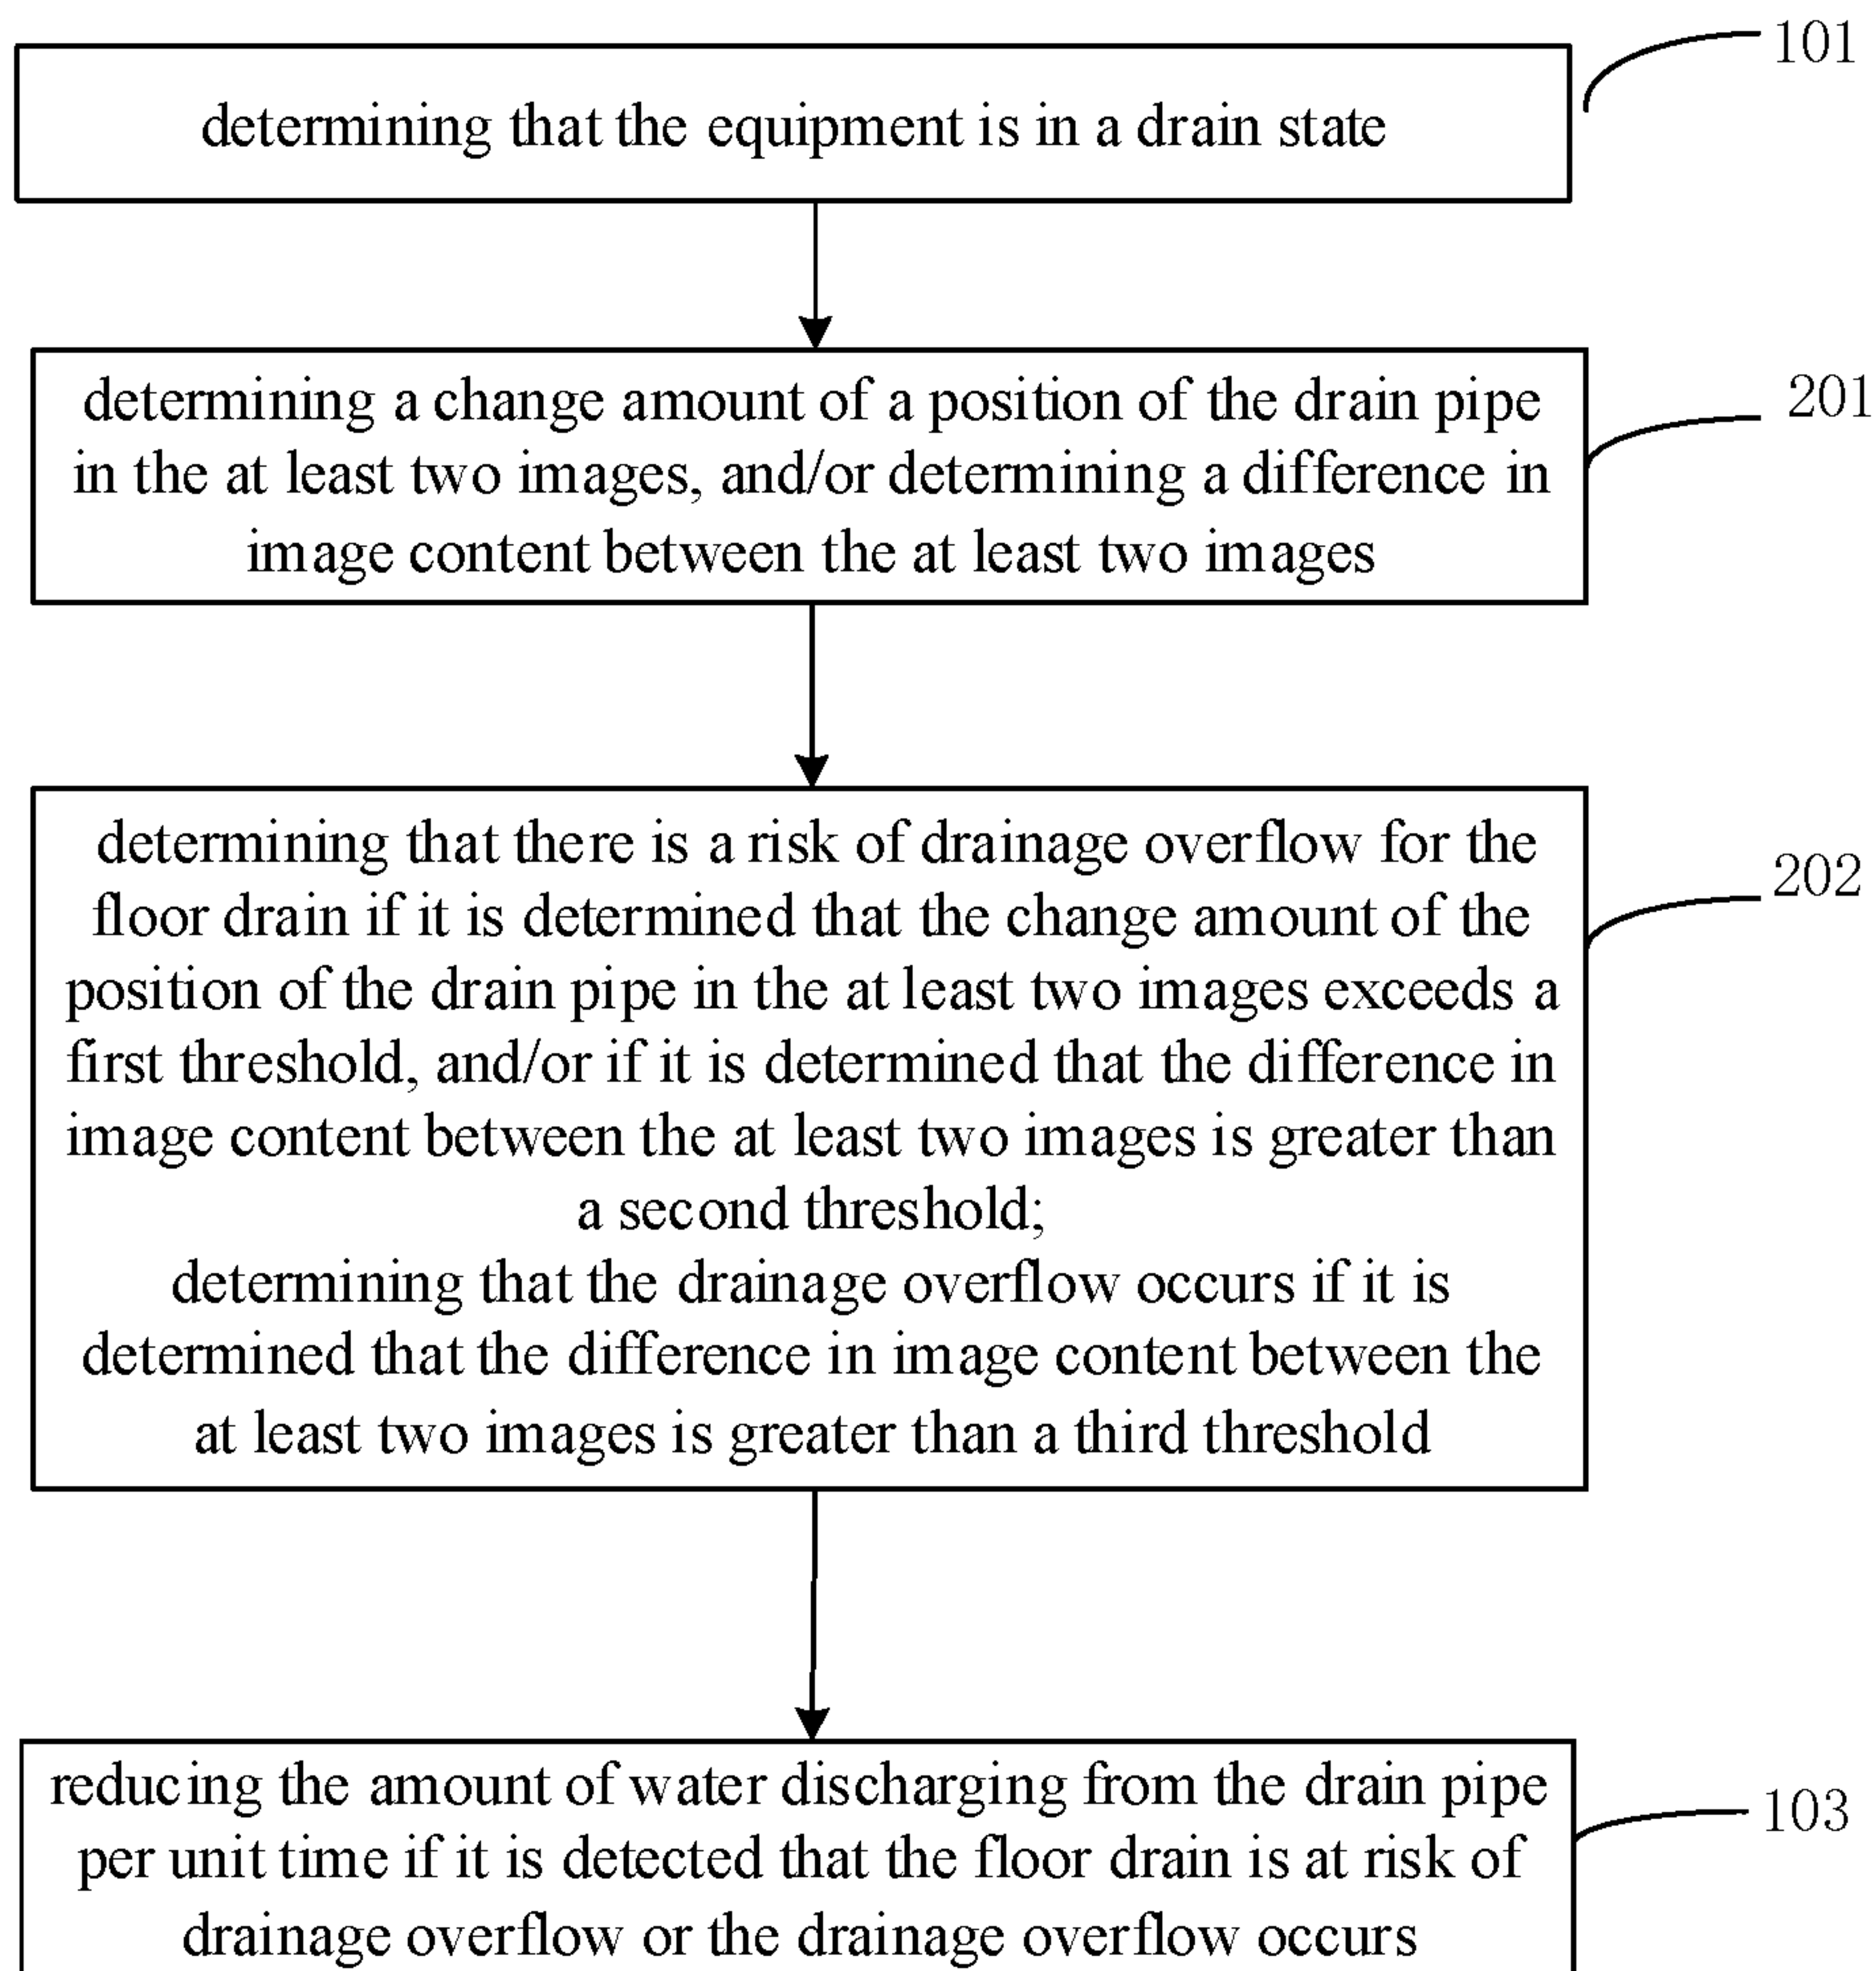 101
determining that the equipment is in a drain state
201
determining a change amount of a position of the drain pipe
in the at least two images, and/or determining a difference in
image content between the at least two images
202
determining that there is a risk of drainage overflow for the
floor drain if it is determined that the change amount of the
position of the drain pipe in the at least two images exceeds a
first threshold, and/or if it is determined that the difference in
image content between the at least two images is greater than
a second threshold;
determining that the drainage overflow occurs if it is
determined that the difference in image content between the
at least two images is greater than a third threshold
103
reducing the amount of water discharging from the drain pipe
per unit time if it is detected that the floor drain is at risk of
drainage overflow or the drainage overflow occurs